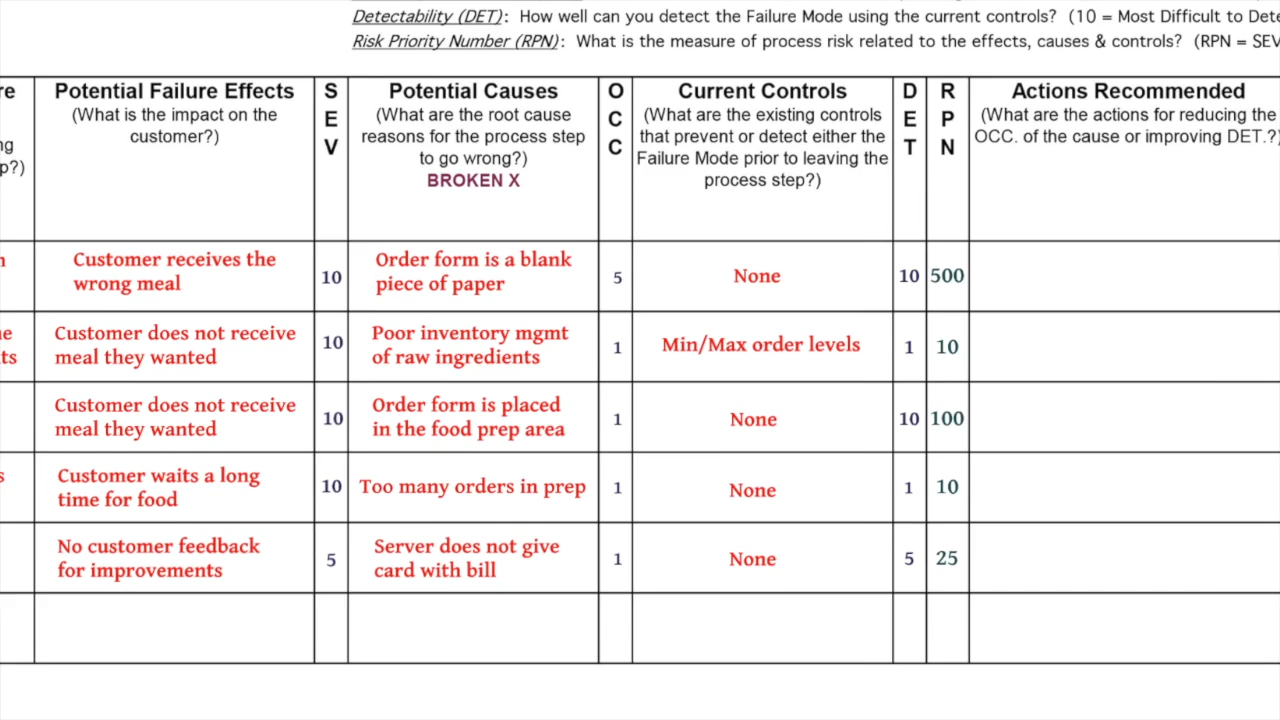 Detectability (DET): How well can you detect the Failure Mode using the current controls? (10 = Most Difficult to Dete
Risk Priority Number (RPN): What is the measure of process risk related to the effects, causes & controls? (RPN = SEV
re
ng
p?)
Potential Failure Effects
(What is the impact on the
customer?)
S
E
V
Potential Causes
(What are the root cause
reasons for the process step
to go wrong?)
BROKEN X
O
C
C
Current Controls
(What are the existing controls
that prevent or detect either the
Failure Mode prior to leaving the
process step?)
D
E
T
R
P
N
Actions Recommended
(What are the actions for reducing the
OCC. of the cause or improving DET.?)
Customer receives the
wrong meal
10
Order form is a blank
piece of paper
5
None
10
500
ne
ts
Customer does not receive
meal they wanted
10
Poor inventory mgmt
of raw ingredients
1
Min/Max order levels
1
10
Customer does not receive
meal they wanted
10
Order form is placed
in the food prep area
1
None
10
100
s
Customer waits a long
time for food
10
Too many orders in prep
1
None
1
10
No customer feedback
for improvements
5
Server does not give
card with bill
1
None
5
25